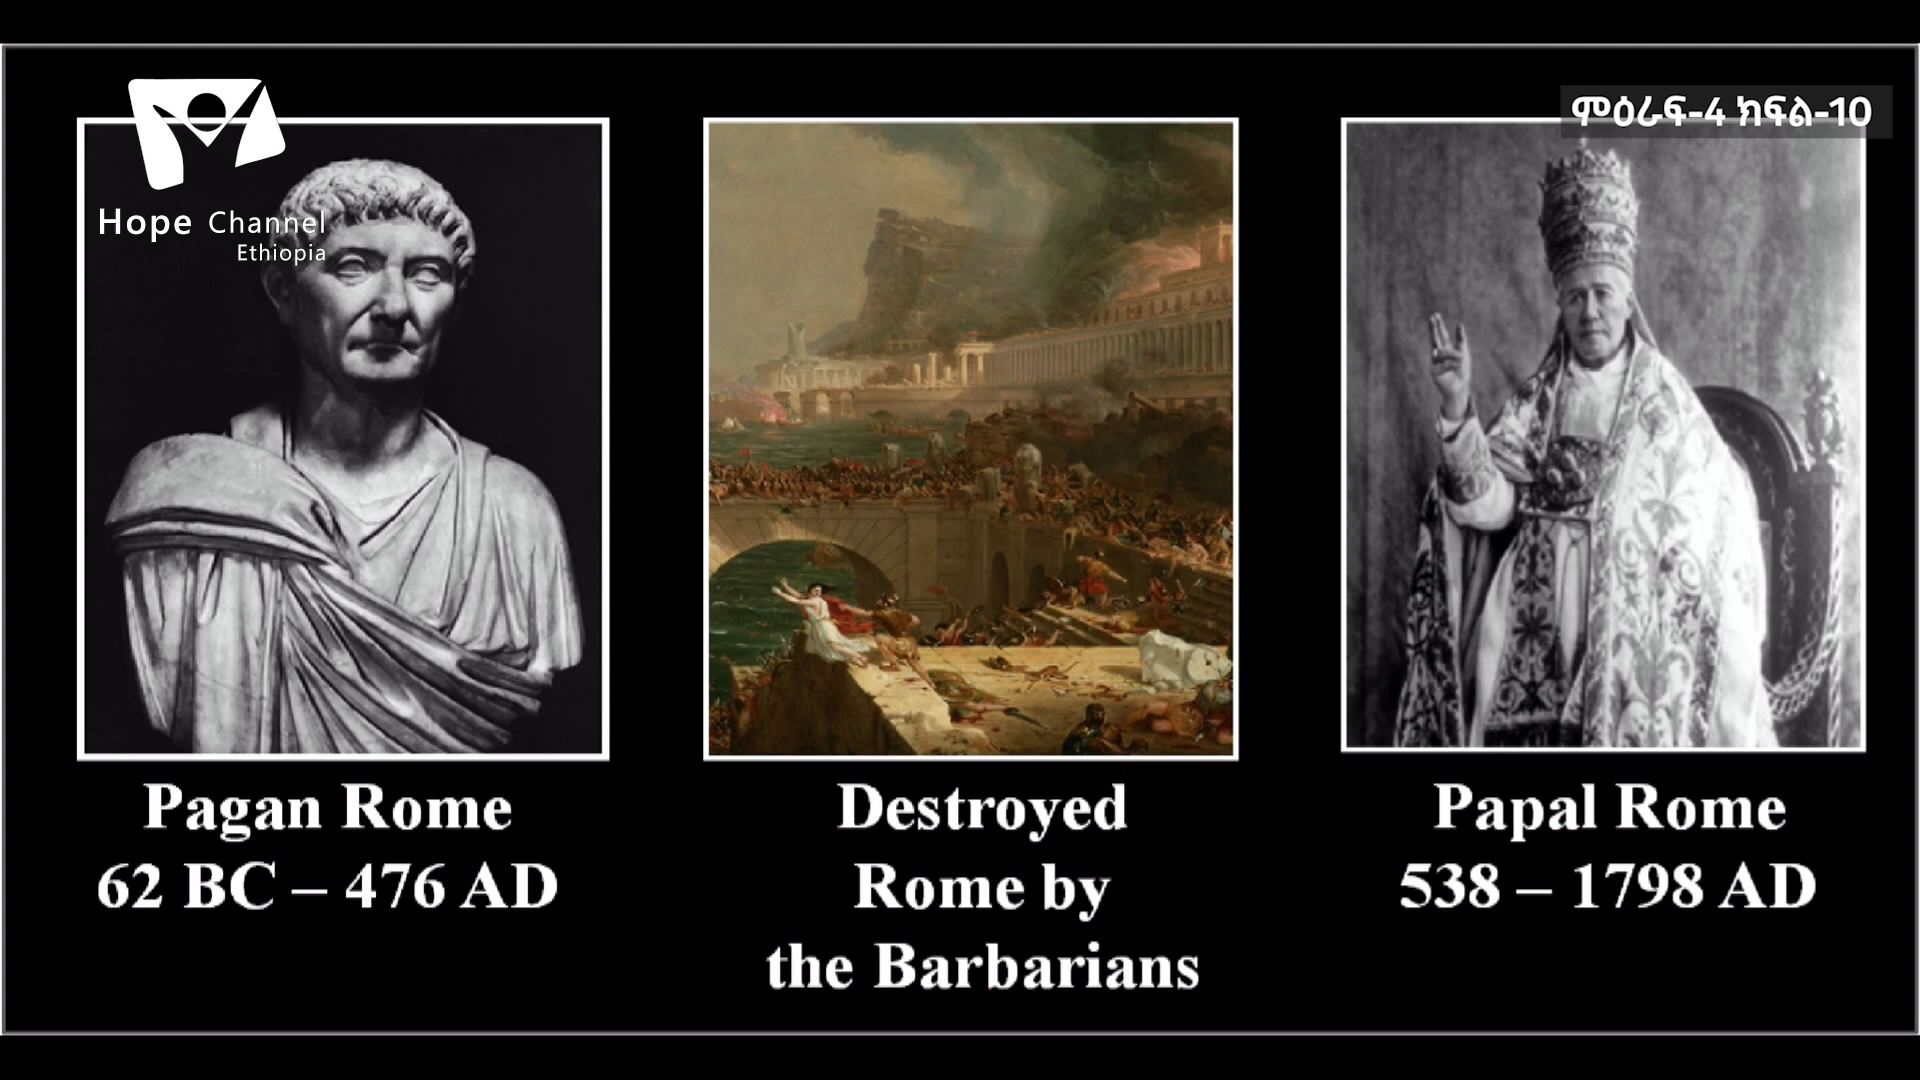 Hope Channel
Ethiopia
ምዕራፍ-4 ክፍል-10
Pagan Rome
62 BC – 476 AD
Destroyed
Rome by
the Barbarians
Papal Rome
538 – 1798 AD